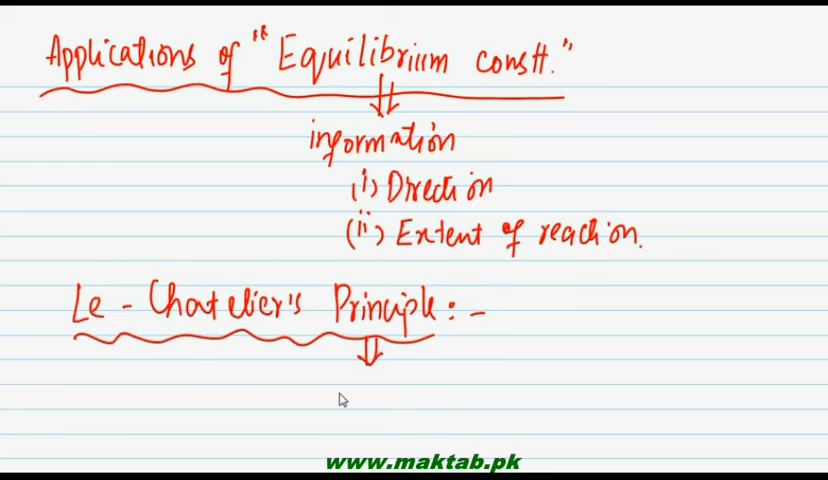 Applications of "Equilibrium constt."
information
(i) Direction
(ii) Extent of reaction.
Le - Chatelier's Principle : -
www.maktab.pk